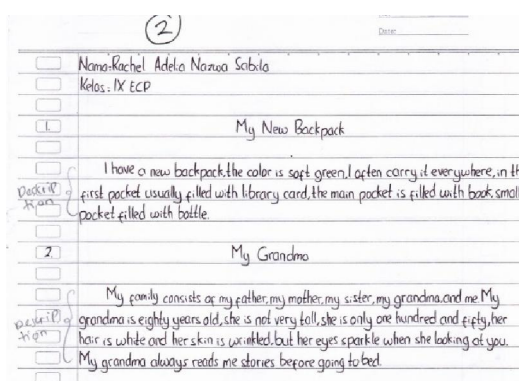 2
Date:
Nama: Rachel Adelia Nazwa Sabila
Kelas: IX ECP
1. My New Backpack
I have a new backpack.the color is soft green.I often carry it everywhere, in th
first pocket usually filled with library card, the main pocket is filled with book, small
pocket filled with bottle.
Deskrip
tion
2. My Grandma
My family consists of my father, my mother, my sister, my grandma.and me My
grandma is eighty years old, she is not very tall, she is only one hundred and fifty, her
hair is white and her skin is wrinkled. but her eyes sparkle when she looking at you.
My grandma always reads me stories before going to bed.
Descrip
tion